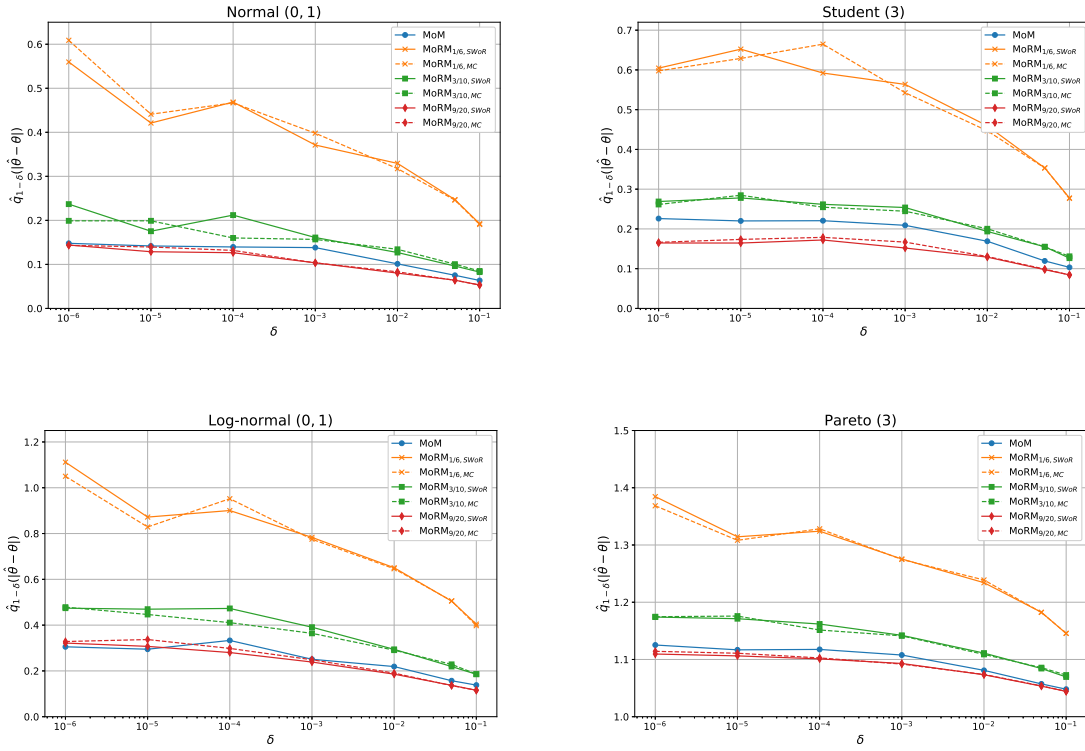 Normal (0, 1)
q̂₁₋δ(|θ̂ − θ|)
0.6
0.5
0.4
0.3
0.2
0.1
0.0
MoM
MoRM₁/₆, SWoR
MoRM₁/₆, MC
MoRM₃/₁₀, SWoR
MoRM₃/₁₀, MC
MoRM₉/₂₀, SWoR
MoRM₉/₂₀, MC
10⁻⁶ 10⁻⁵ 10⁻⁴ 10⁻³ 10⁻² 10⁻¹
δ
Student (3)
q̂₁₋δ(|θ̂ − θ|)
0.7
0.6
0.5
0.4
0.3
0.2
0.1
0.0
MoM
MoRM₁/₆, SWoR
MoRM₁/₆, MC
MoRM₃/₁₀, SWoR
MoRM₃/₁₀, MC
MoRM₉/₂₀, SWoR
MoRM₉/₂₀, MC
10⁻⁶ 10⁻⁵ 10⁻⁴ 10⁻³ 10⁻² 10⁻¹
δ
Log-normal (0, 1)
q̂₁₋δ(|θ̂ − θ|)
1.2
1.0
0.8
0.6
0.4
0.2
0.0
MoM
MoRM₁/₆, SWoR
MoRM₁/₆, MC
MoRM₃/₁₀, SWoR
MoRM₃/₁₀, MC
MoRM₉/₂₀, SWoR
MoRM₉/₂₀, MC
10⁻⁶ 10⁻⁵ 10⁻⁴ 10⁻³ 10⁻² 10⁻¹
δ
Pareto (3)
q̂₁₋δ(|θ̂ − θ|)
1.5
1.4
1.3
1.2
1.1
1.0
MoM
MoRM₁/₆, SWoR
MoRM₁/₆, MC
MoRM₃/₁₀, SWoR
MoRM₃/₁₀, MC
MoRM₉/₂₀, SWoR
MoRM₉/₂₀, MC
10⁻⁶ 10⁻⁵ 10⁻⁴ 10⁻³ 10⁻² 10⁻¹
δ